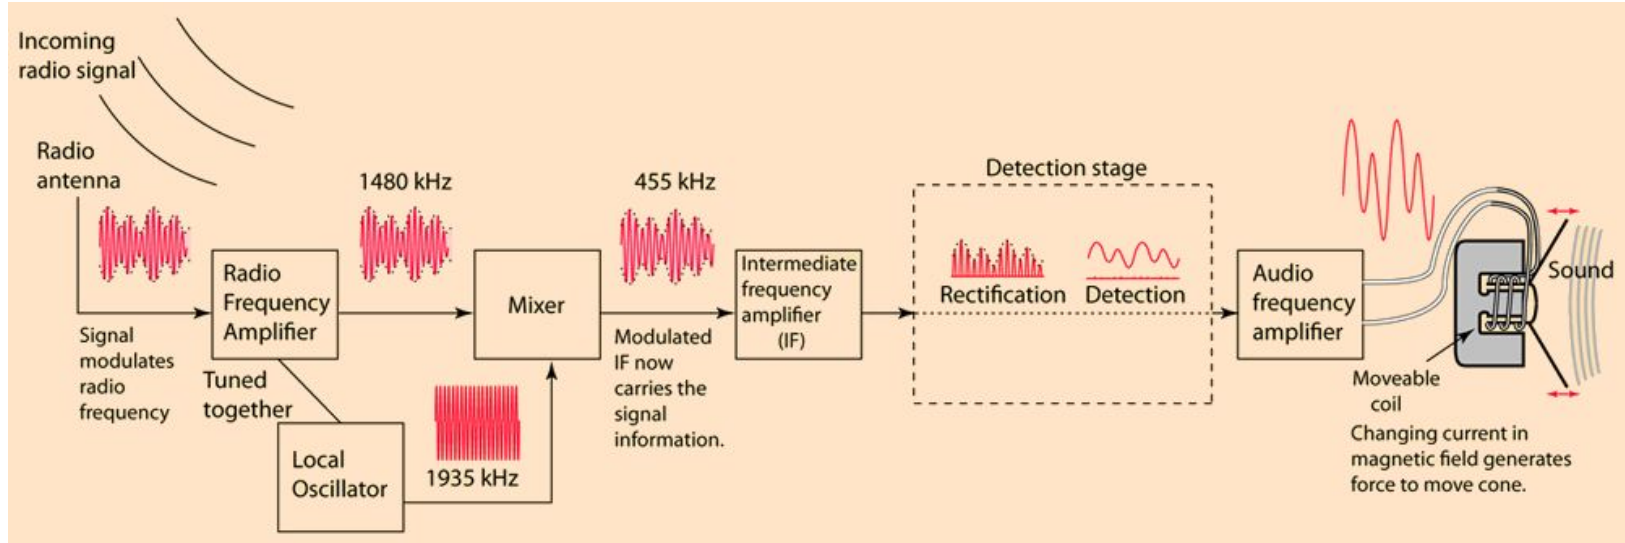 Incoming
radio signal
Radio
antenna
Signal
modulates
radio
frequency
Radio
Frequency
Amplifier
Tuned
together
Local
Oscillator
1480 kHz
1935 kHz
Mixer
455 kHz
Modulated
IF now
carries the
signal
information.
Intermediate
frequency
amplifier
(IF)
Detection stage
Rectification
Detection
Audio
frequency
amplifier
Sound
Moveable
coil
Changing current in
magnetic field generates
force to move cone.